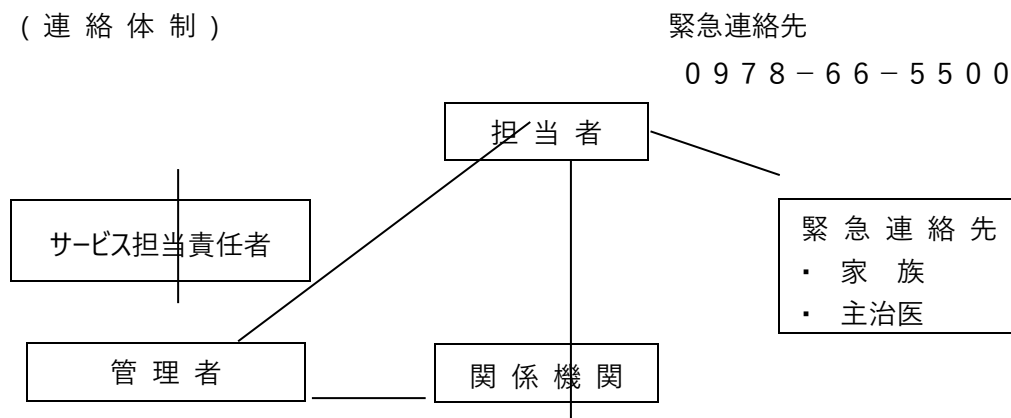 (連絡体制)
緊急連絡先
0978－66－5500
担当者
サービス担当責任者
緊急連絡先
・ 家 族
・ 主治医
管理者
関係機関